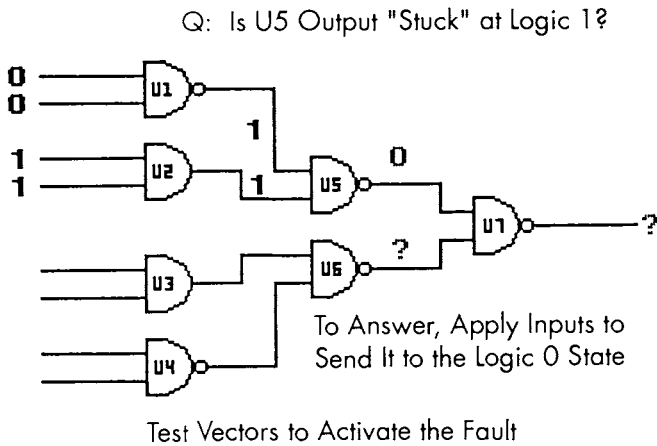 Q: Is U5 Output "Stuck" at Logic 1?
0
0
U1
1
1
1
U2
1
U5
0
U7
?
U3
U6
?
U4
To Answer, Apply Inputs to
Send It to the Logic 0 State
Test Vectors to Activate the Fault